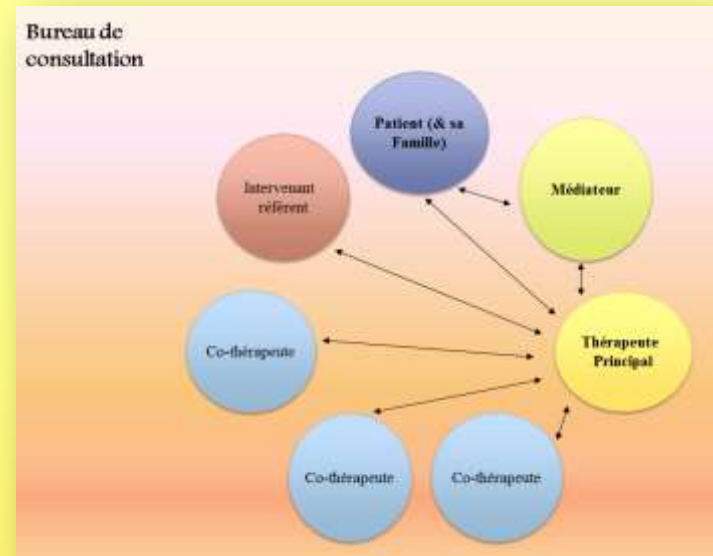 Bureau de
consultation
Patient (& sa
Famille)
Intervenant
référent
Médiateur
Thérapeute
Principal
Co-thérapeute
Co-thérapeute
Co-thérapeute